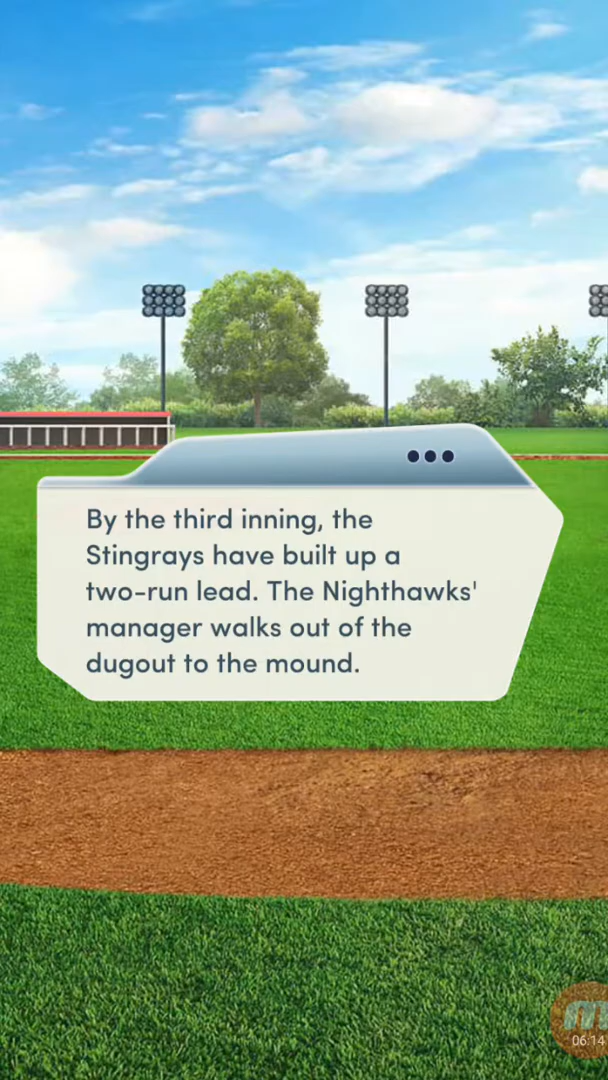 By the third inning, the
Stingrays have built up a
two-run lead. The Nighthawks'
manager walks out of the
dugout to the mound.
06:14